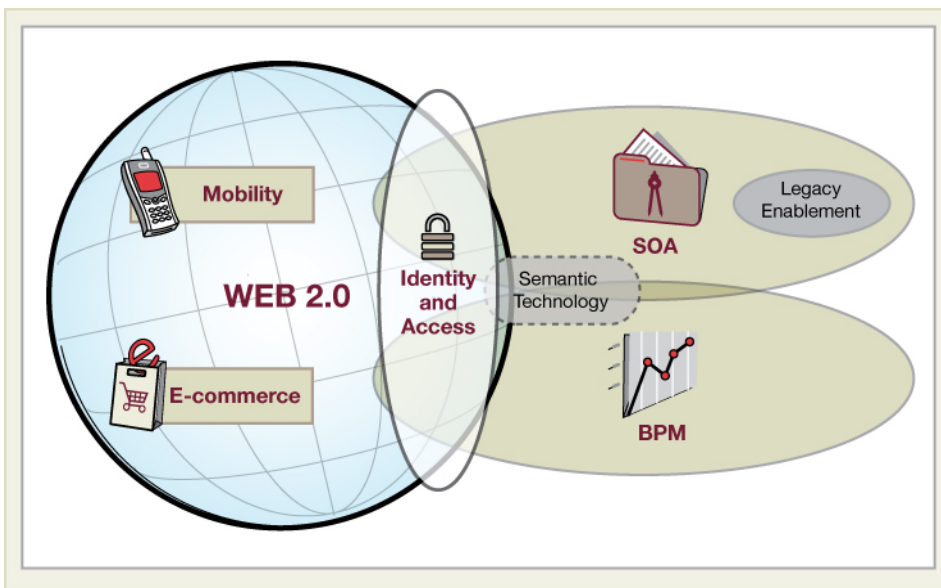 Mobility
WEB 2.0
E-commerce
Identity
and
Access
SOA
Legacy
Enablement
Semantic
Technology
BPM